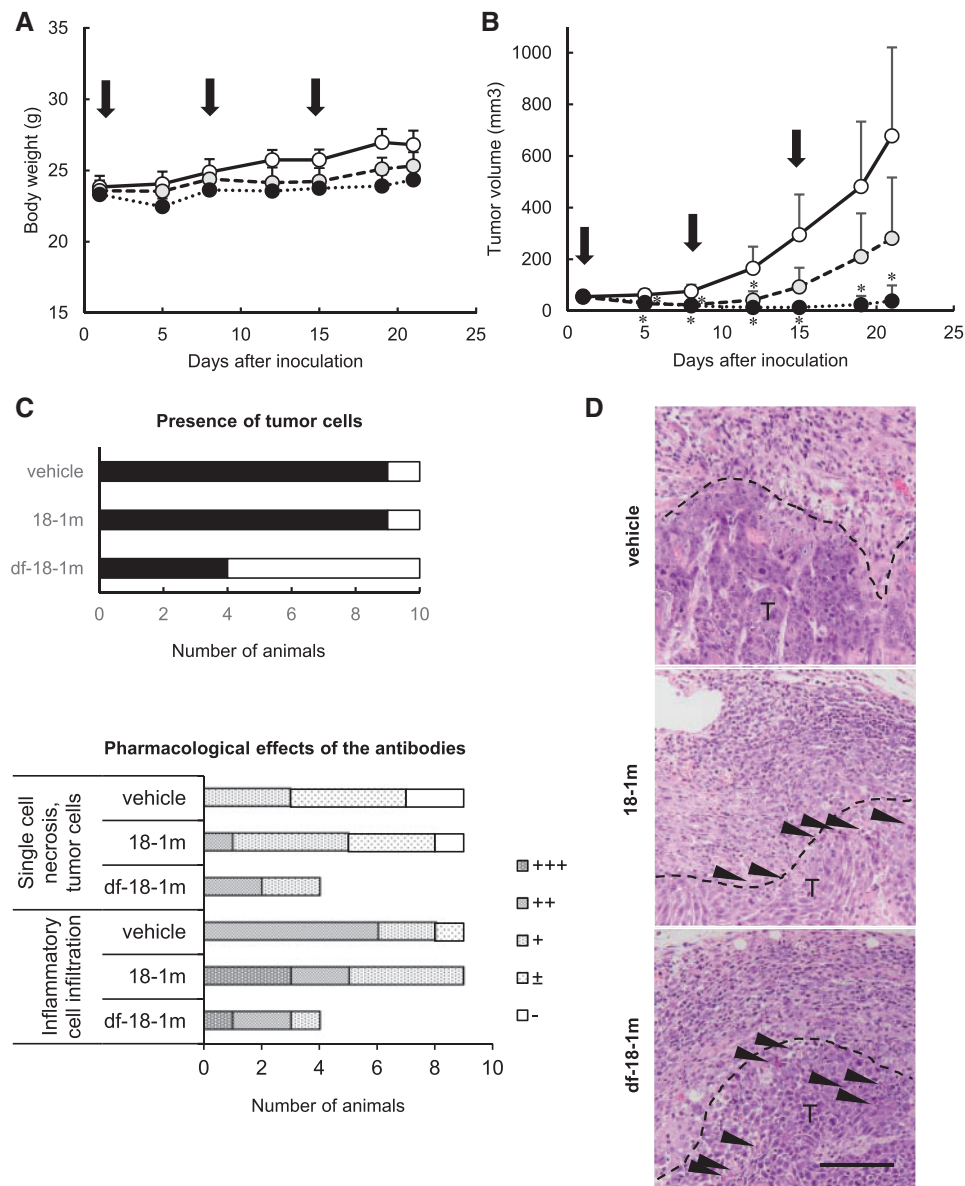 A
35
30
25
20
15
Body weight (g)
0 5 10 15 20 25
Days after inoculation
B
1000
800
600
400
200
0
Tumor volume (mm3)
* * * * * * * * *
0 5 10 15 20 25
Days after inoculation
C
Presence of tumor cells
vehicle
18-1m
df-18-1m
0 2 4 6 8 10
Number of animals
Pharmacological effects of the antibodies
Single cell
necrosis,
tumor cells
vehicle
18-1m
df-18-1m
Inflammatory
cell infiltration
vehicle
18-1m
df-18-1m
0 2 4 6 8 10
Number of animals
+++
++
+
±
-
D
vehicle
T
18-1m
T
df-18-1m
T